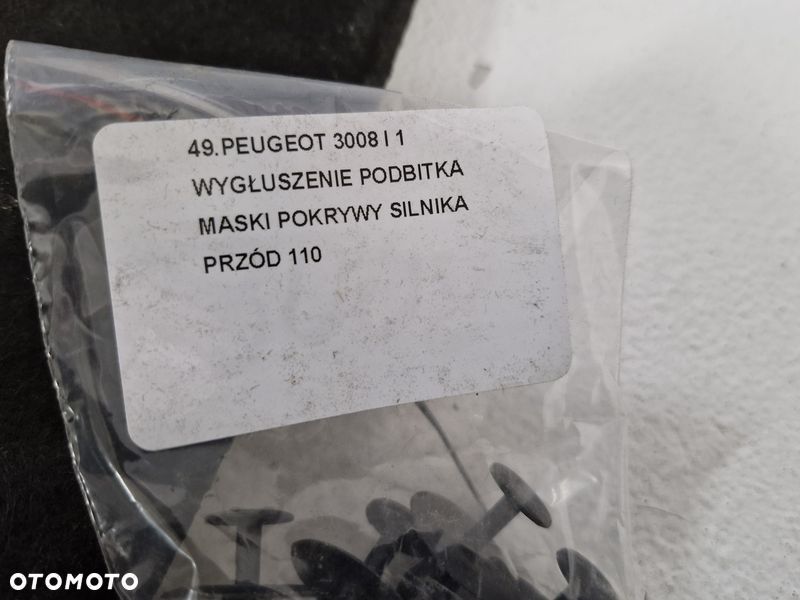 49.PEUGEOT 3008 I 1
WYGŁUSZENIE PODBITKA
MASKI POKRYWY SILNIKA
PRZÓD 110
OTOMOTO